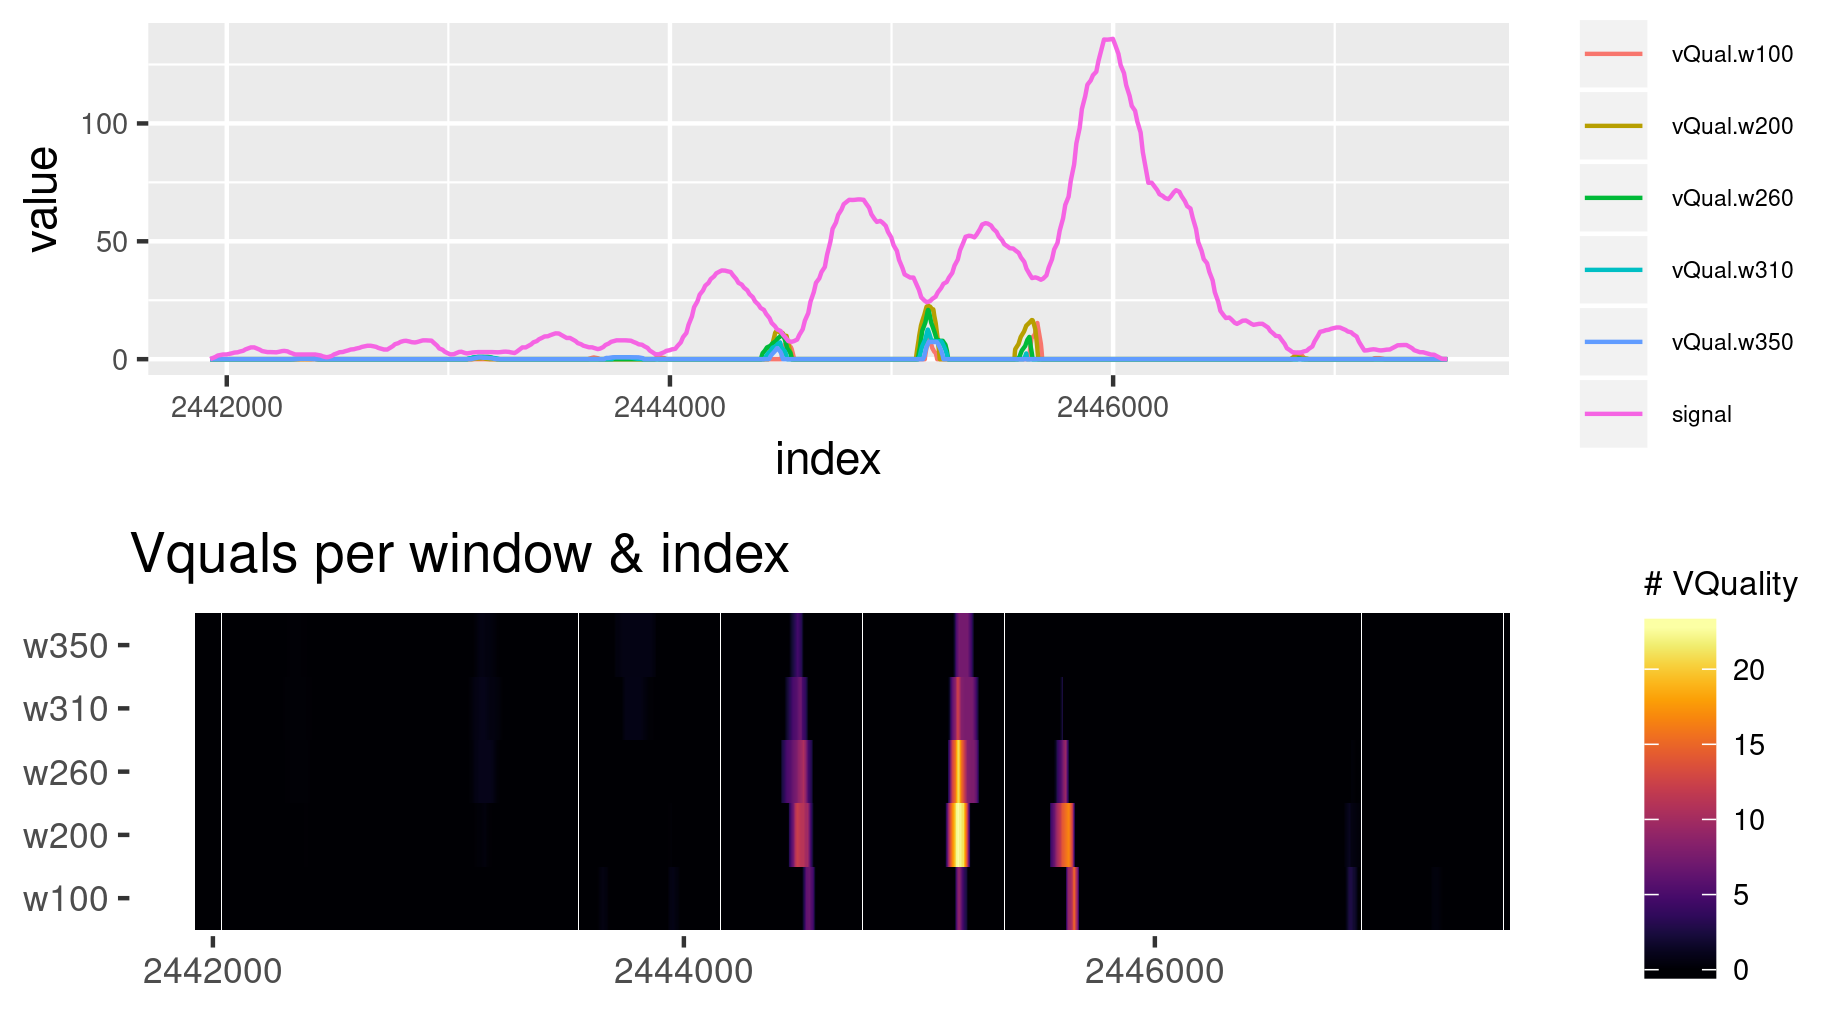 value
100
50
0
2442000
2444000
2446000
index
vQual.w100
vQual.w200
vQual.w260
vQual.w310
vQual.w350
signal
Vquals per window & index
w350
w310
w260
w200
w100
2442000
2444000
2446000
# VQuality
20
15
10
5
0